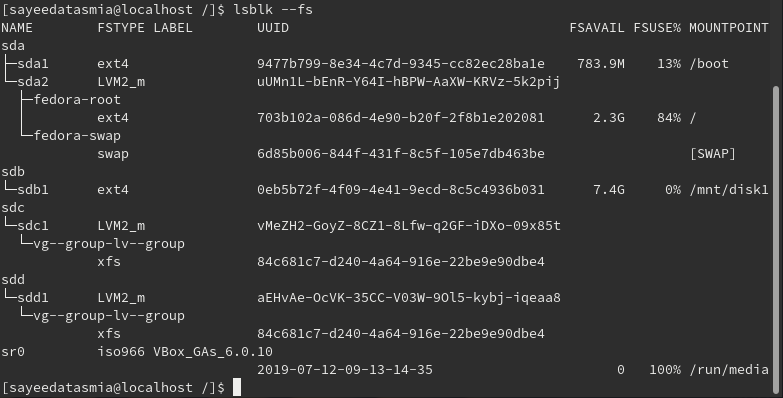 [sayeedatasmia@localhost /]$ lsblk --fs
NAME FSTYPE LABEL UUID FSAVAIL FSUSE% MOUNTPOINT
sda
├─sda1 ext4 9477b799-8e34-4c7d-9345-cc82ec28ba1e 783.9M 13% /boot
└─sda2 LVM2_m uUMn1L-bEnR-Y64I-hBPW-AaXW-KRVz-5k2pij
├─fedora-root
ext4 703b102a-086d-4e90-b20f-2f8b1e202081 2.3G 84% /
└─fedora-swap
swap 6d85b006-844f-431f-8c5f-105e7db463be [SWAP]
sdb
└─sdb1 ext4 0eb5b72f-4f09-4e41-9ecd-8c5c4936b031 7.4G 0% /mnt/disk1
sdc
└─sdc1 LVM2_m vMeZH2-GoyZ-8CZ1-8Lfw-q2GF-iDXo-09x85t
└─vg--group-lv--group
xfs 84c681c7-d240-4a64-916e-22be9e90dbe4
sdd
└─sdd1 LVM2_m aEHvAe-OcVK-35CC-V03W-9Ol5-kybj-iqeaa8
└─vg--group-lv--group
xfs 84c681c7-d240-4a64-916e-22be9e90dbe4
sr0 iso966 VBox_GAs_6.0.10
2019-07-12-09-13-14-35 0 100% /run/media
[sayeedatasmia@localhost /]$